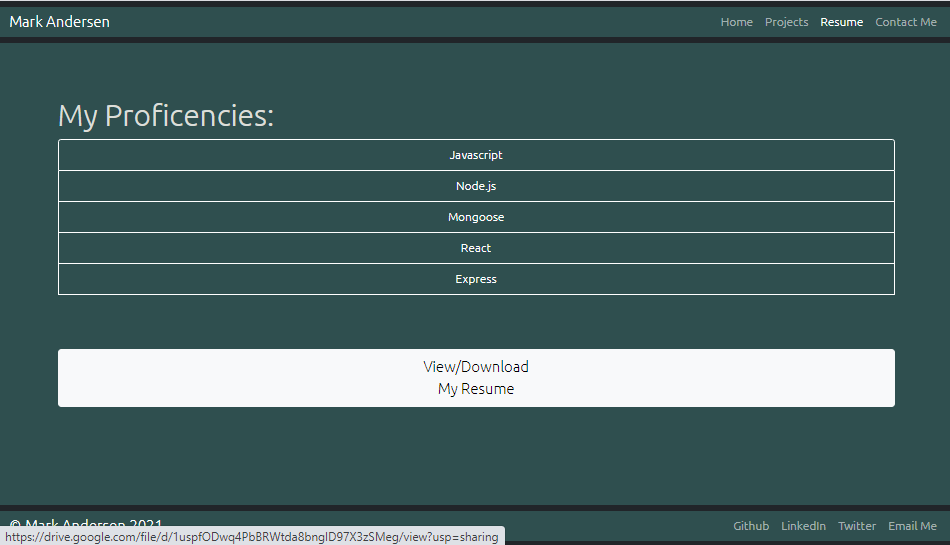 Mark Andersen
Home Projects Resume Contact Me
My Proficencies:
Javascript
Node.js
Mongoose
React
Express
View/Download
My Resume
© Mark Andersen 2021
Github LinkedIn Twitter Email Me
https://drive.google.com/file/d/1uspfODwq4PbBRWtda8bngID97X3zSMeg/view?usp=sharing